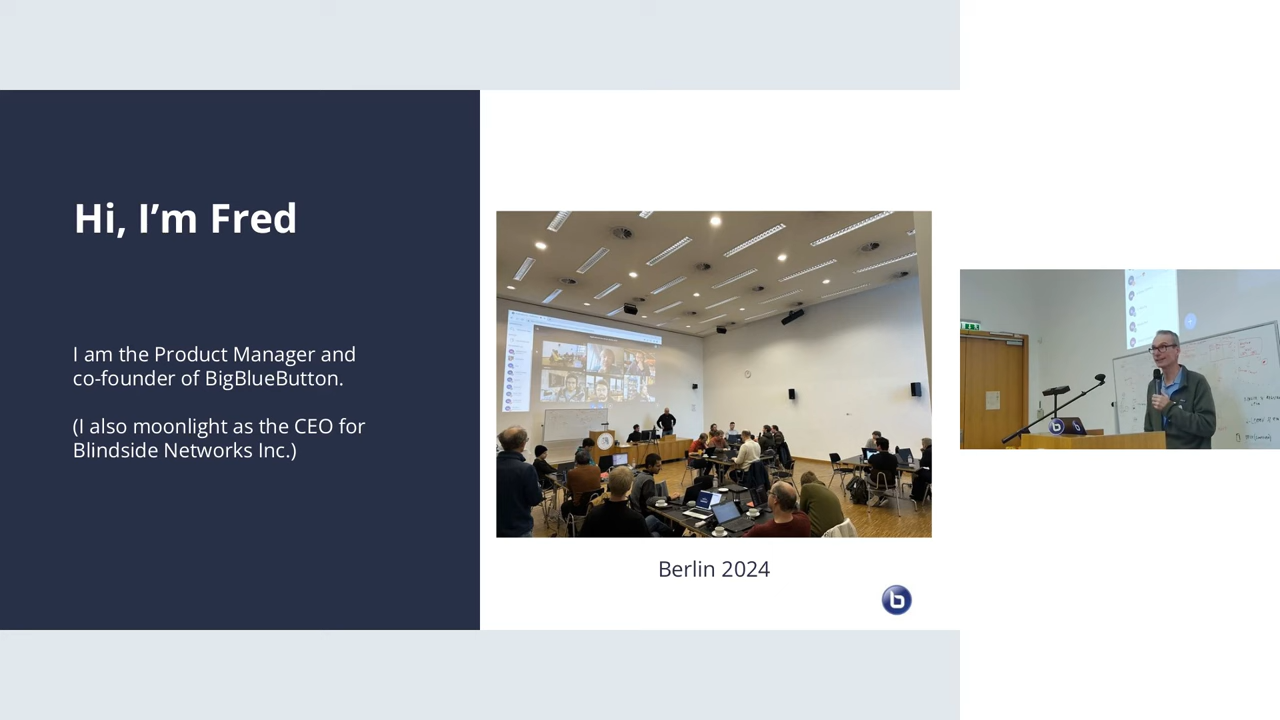 Hi, I’m Fred
I am the Product Manager and
co-founder of BigBlueButton.
(I also moonlight as the CEO for
Blindside Networks Inc.)
Berlin 2024
b